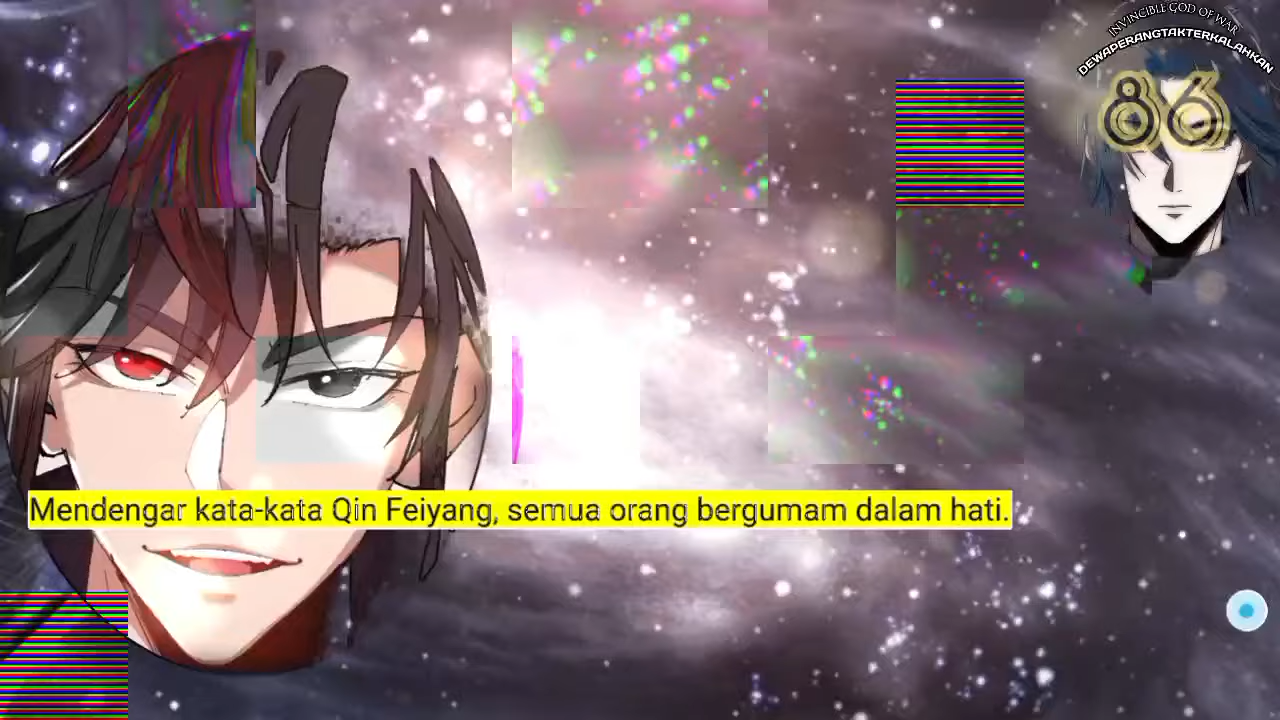 INVINCIBLE GOD OF WAR
DEWAPERANGTAKTERKALAHKAN
86
Mendengar kata-kata Qin Feiyang, semua orang bergumam dalam hati.